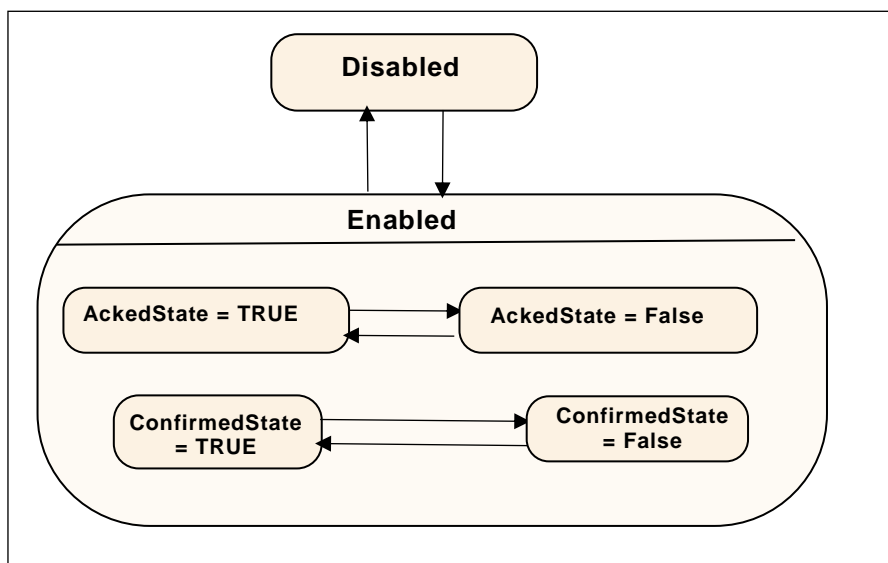 Disabled
Enabled
AckedState = TRUE
AckedState = False
ConfirmedState
= TRUE
ConfirmedState
= False